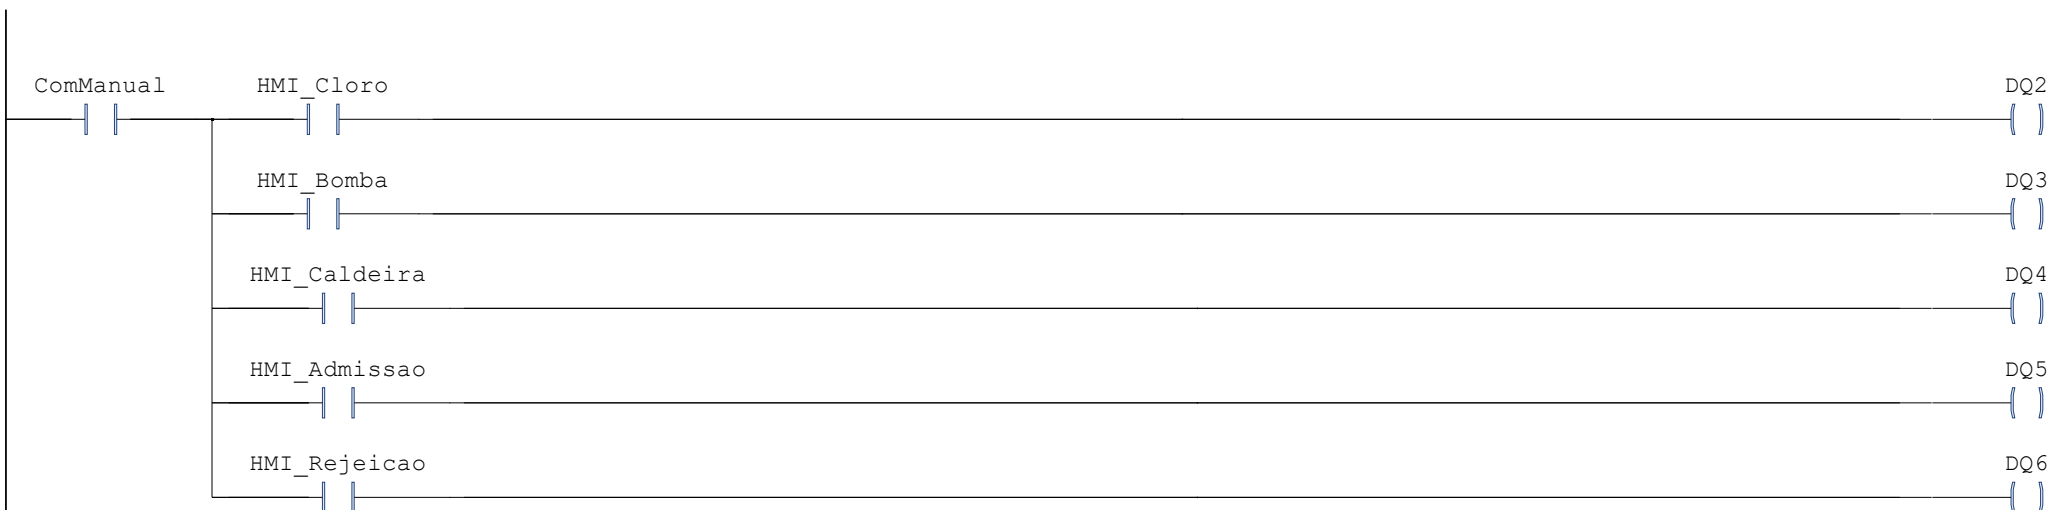 ComManual HMI_Cloro DQ2
HMI_Bomba DQ3
HMI_Caldeira DQ4
HMI_Admissao DQ5
HMI_Rejeicao DQ6